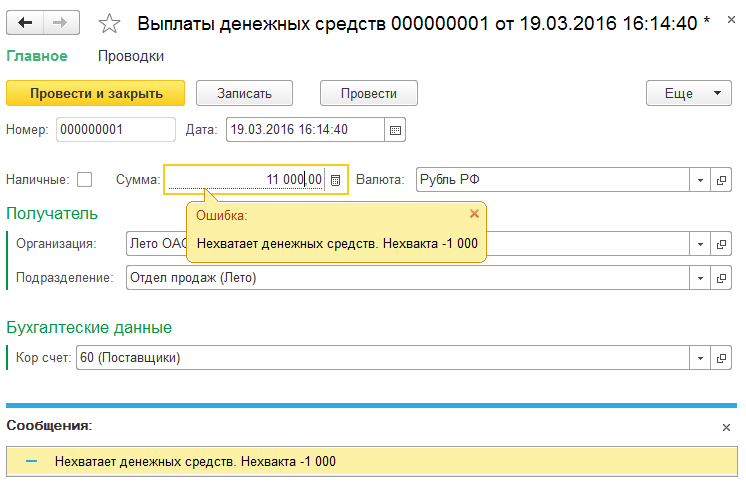 Выплаты денежных средств 000000001 от 19.03.2016 16:14:40 *
Главное Проводки
Провести и закрыть Записать Провести Еще
Номер: 000000001 Дата: 19.03.2016 16:14:40
Наличные: Сумма: 11 000,00 Валюта: Рубль РФ
Ошибка:
Нехватает денежных средств. Нехвакта -1 000
Получатель
Организация: Лето ОАО
Подразделение: Отдел продаж (Лето)
Бухгалтеские данные
Кор счет: 60 (Поставщики)
Сообщения:
Нехватает денежных средств. Нехвакта -1 000